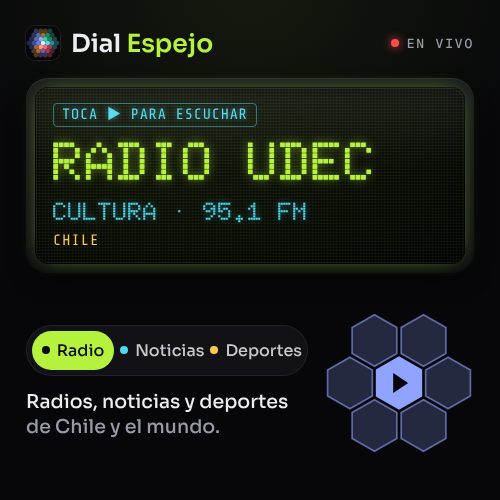 Dial Espejo
EN VIVO
TOCA ▶ PARA ESCUCHAR
RADIO UDEC
CULTURA · 95.1 FM
CHILE
Radio Noticias Deportes
Radios, noticias y deportes
de Chile y el mundo.